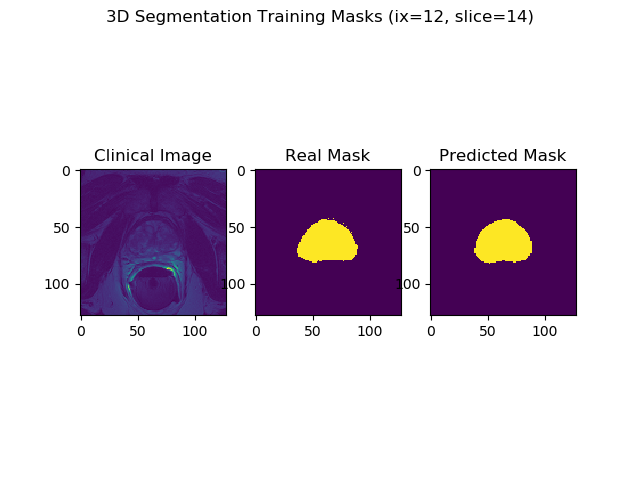 3D Segmentation Training Masks (ix=12, slice=14)
Clinical Image Real Mask Predicted Mask
0 0 0
50 50 50
100 100 100
0 50 100 0 50 100 0 50 100